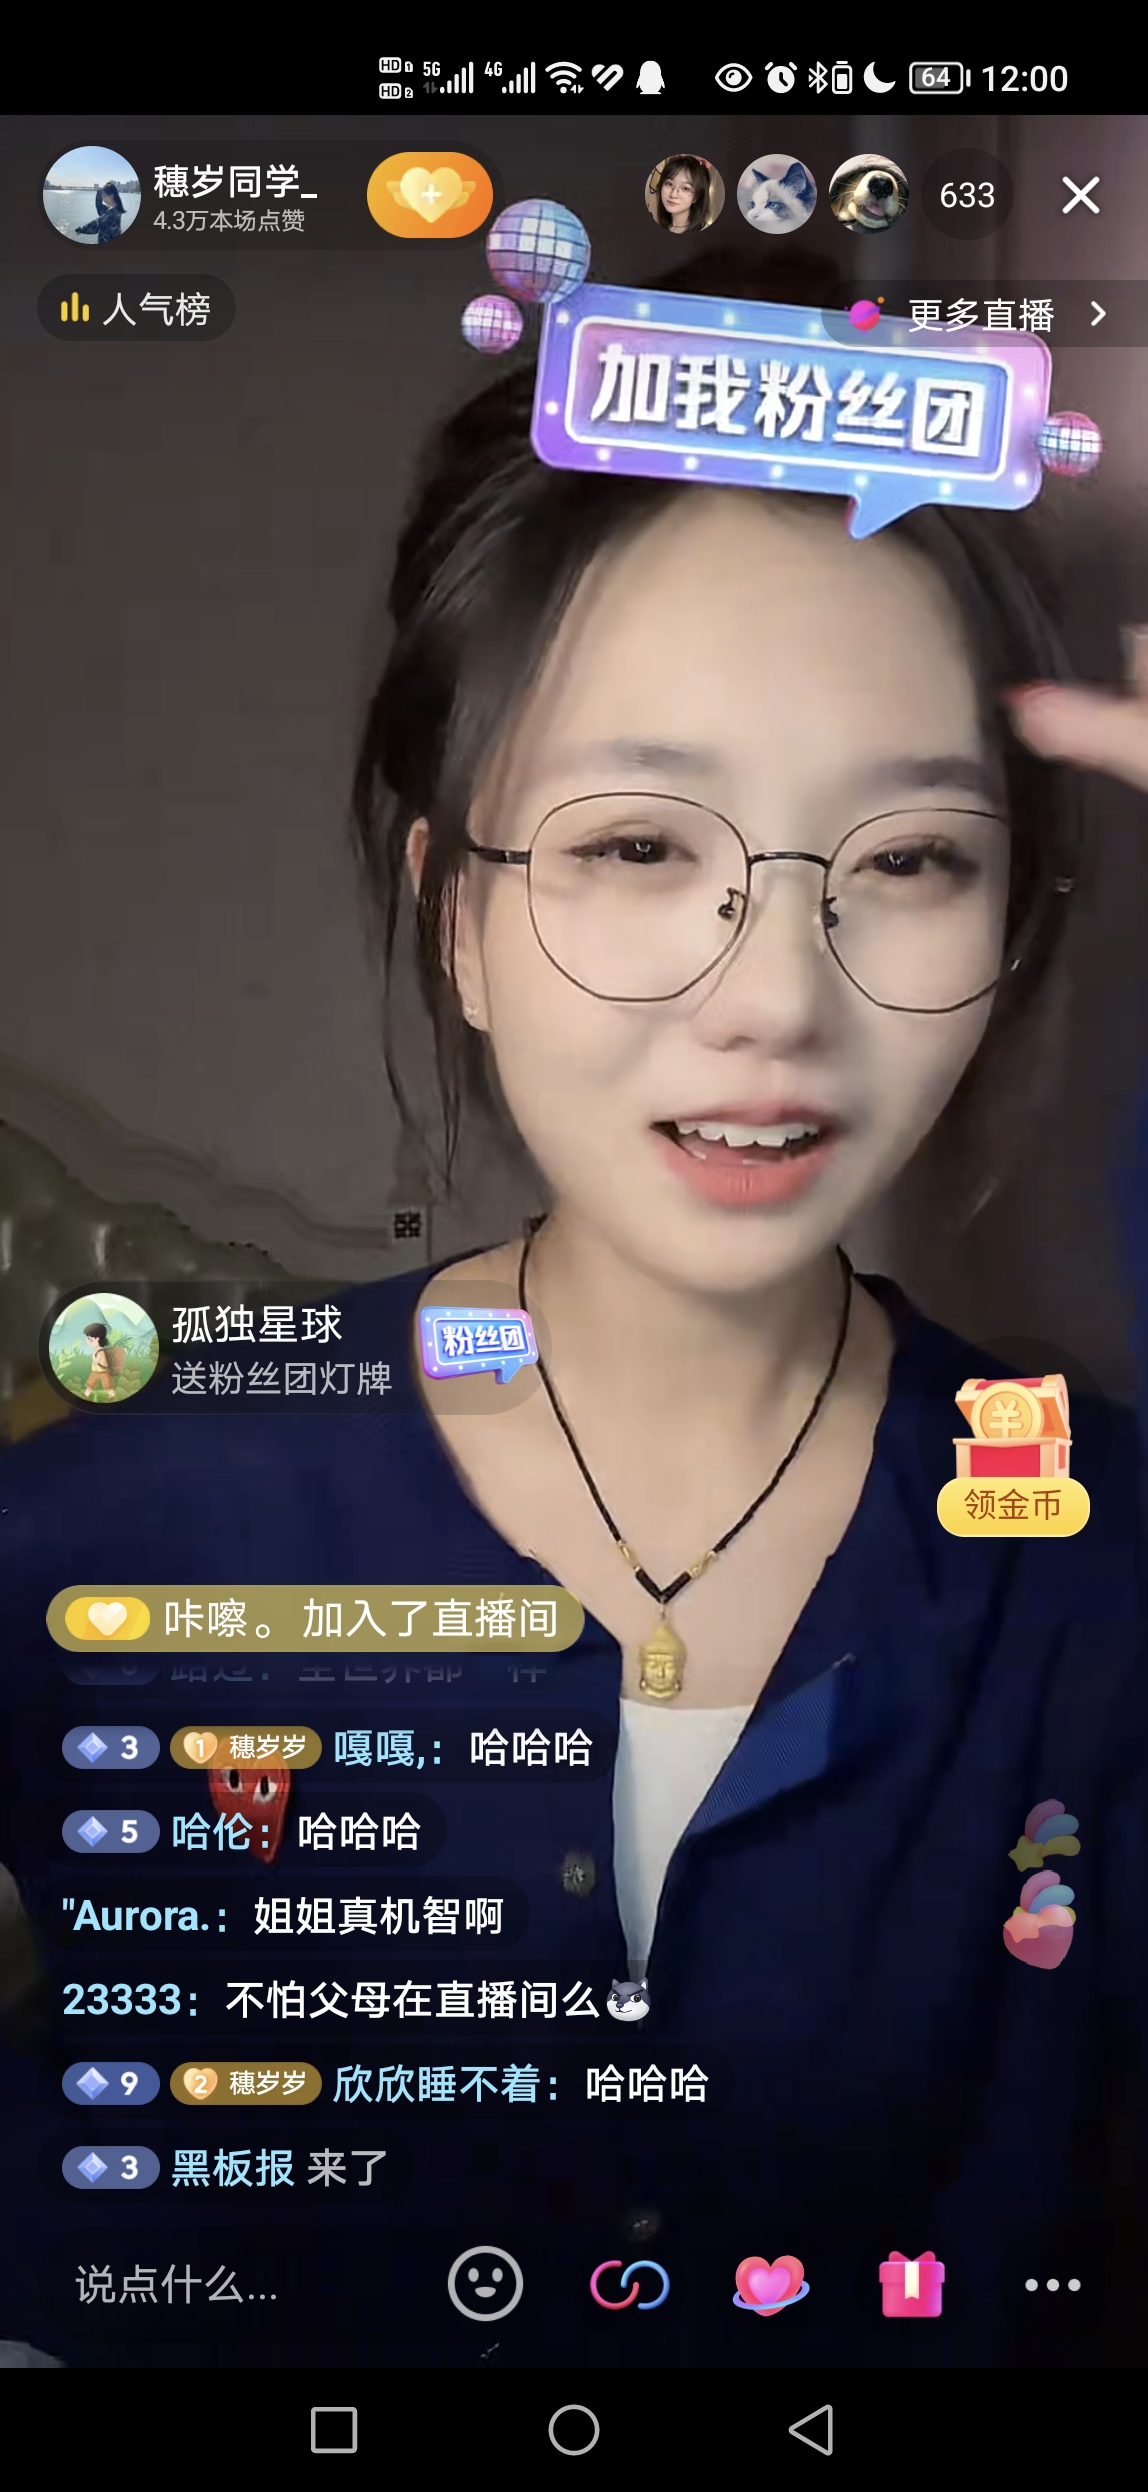 HD 1 5G 4G 64 12:00
HD 2
穗岁同学_
4.3万本场点赞
633
人气榜
更多直播
加我粉丝团
孤独星球
送粉丝团灯牌
粉丝团
领金币
咔嚓。 加入了直播间
3 1 穗岁岁 嘎嘎,： 哈哈哈
5 哈伦： 哈哈哈
"Aurora.： 姐姐真机智啊
23333： 不怕父母在直播间么
9 2 穗岁岁 欣欣睡不着： 哈哈哈
3 黑板报 来了
说点什么...